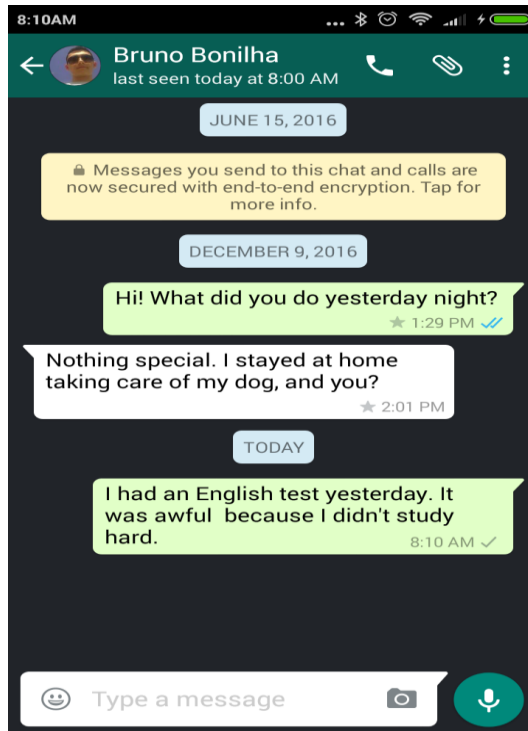 8:10AM
Bruno Bonilha
last seen today at 8:00 AM
JUNE 15, 2016
Messages you send to this chat and calls are
now secured with end-to-end encryption. Tap for
more info.
DECEMBER 9, 2016
Hi! What did you do yesterday night?
1:29 PM
Nothing special. I stayed at home
taking care of my dog, and you?
2:01 PM
TODAY
I had an English test yesterday. It
was awful  because I didn't study
hard.
8:10 AM
Type a message